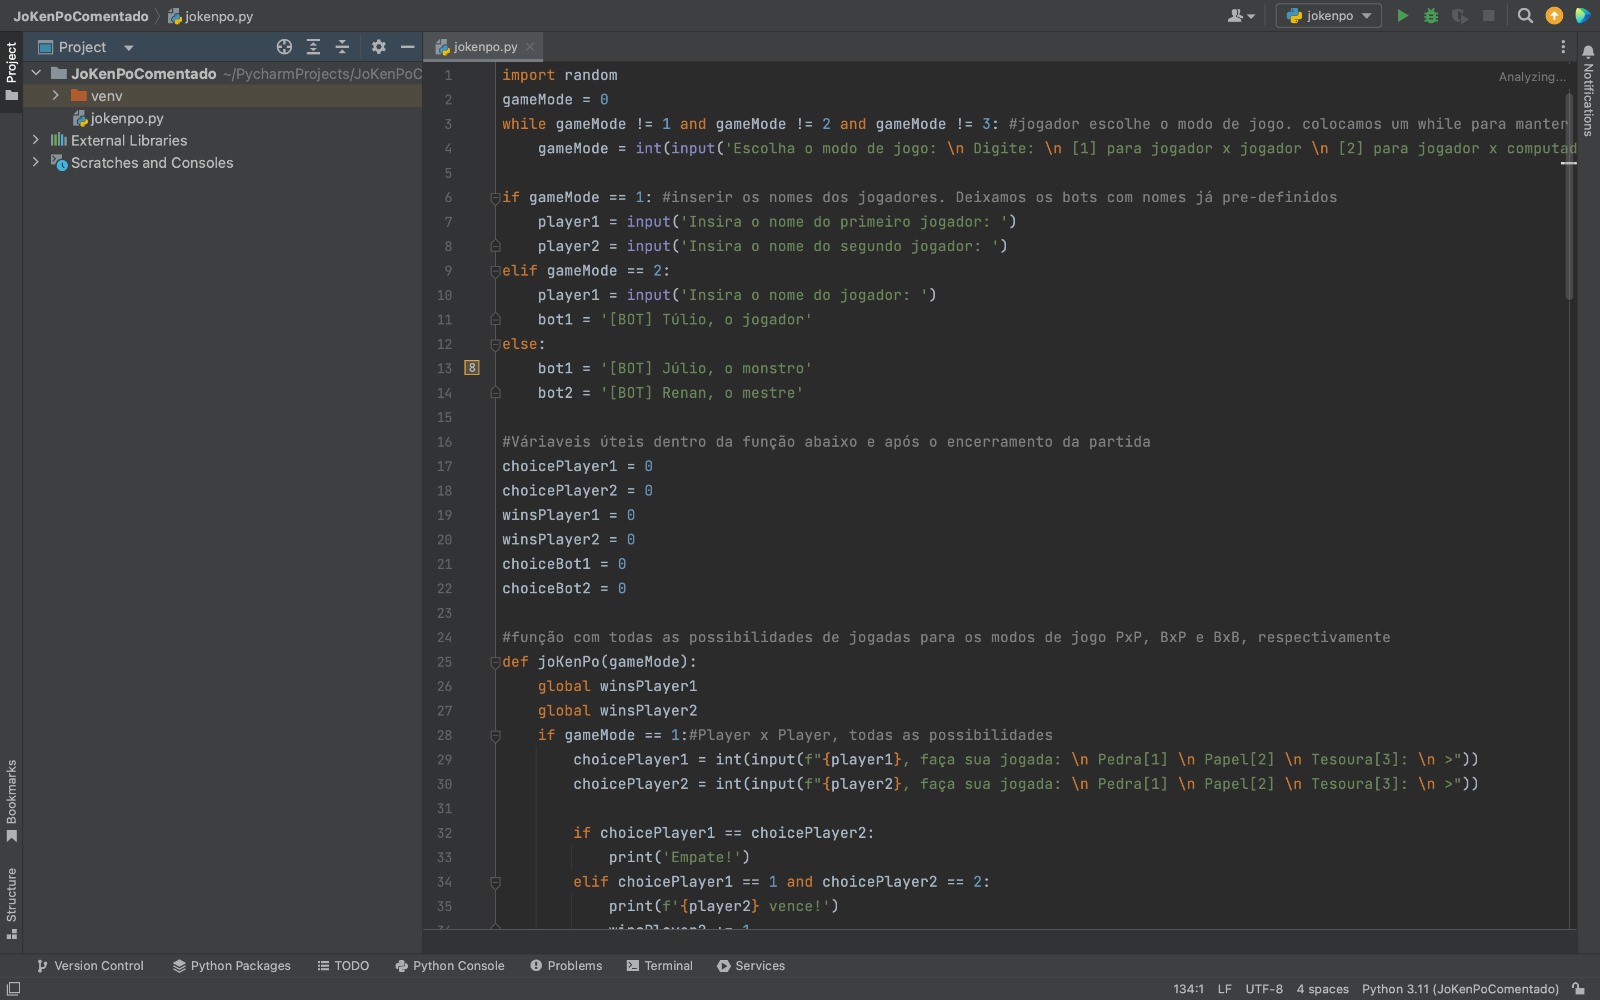 JoKenPoComentado
jokenpo.py
jokenpo
Project
Project
jokenpo.py
Notifications
JoKenPoComentado ~/PycharmProjects/JoKenPoC
venv
jokenpo.py
External Libraries
Scratches and Consoles
Analyzing...
1 import random
2 gameMode = 0
3 while gameMode != 1 and gameMode != 2 and gameMode != 3: #jogador escolhe o modo de jogo. colocamos um while para manter
4 gameMode = int(input('Escolha o modo de jogo: \n Digite: \n [1] para jogador x jogador \n [2] para jogador x computad
5
6 if gameMode == 1: #inserir os nomes dos jogadores. Deixamos os bots com nomes já pre-definidos
7 player1 = input('Insira o nome do primeiro jogador: ')
8 player2 = input('Insira o nome do segundo jogador: ')
9 elif gameMode == 2:
10 player1 = input('Insira o nome do jogador: ')
11 bot1 = '[BOT] Túlio, o jogador'
12 else:
13 8 bot1 = '[BOT] Júlio, o monstro'
14 bot2 = '[BOT] Renan, o mestre'
15
16 #Váriaveis úteis dentro da função abaixo e após o encerramento da partida
17 choicePlayer1 = 0
18 choicePlayer2 = 0
19 winsPlayer1 = 0
20 winsPlayer2 = 0
21 choiceBot1 = 0
22 choiceBot2 = 0
23
24 #função com todas as possibilidades de jogadas para os modos de jogo PxP, BxP e BxB, respectivamente
25 def joKenPo(gameMode):
26 global winsPlayer1
27 global winsPlayer2
28 if gameMode == 1:#Player x Player, todas as possibilidades
29 choicePlayer1 = int(input(f"{player1}, faça sua jogada: \n Pedra[1] \n Papel[2] \n Tesoura[3]: \n >"))
30 choicePlayer2 = int(input(f"{player2}, faça sua jogada: \n Pedra[1] \n Papel[2] \n Tesoura[3]: \n >"))
31
32 if choicePlayer1 == choicePlayer2:
33 print('Empate!')
34 elif choicePlayer1 == 1 and choicePlayer2 == 2:
35 print(f'{player2} vence!')
Bookmarks
Structure
Version Control Python Packages TODO Python Console Problems Terminal Services
134:1 LF UTF-8 4 spaces Python 3.11 (JoKenPoComentado)